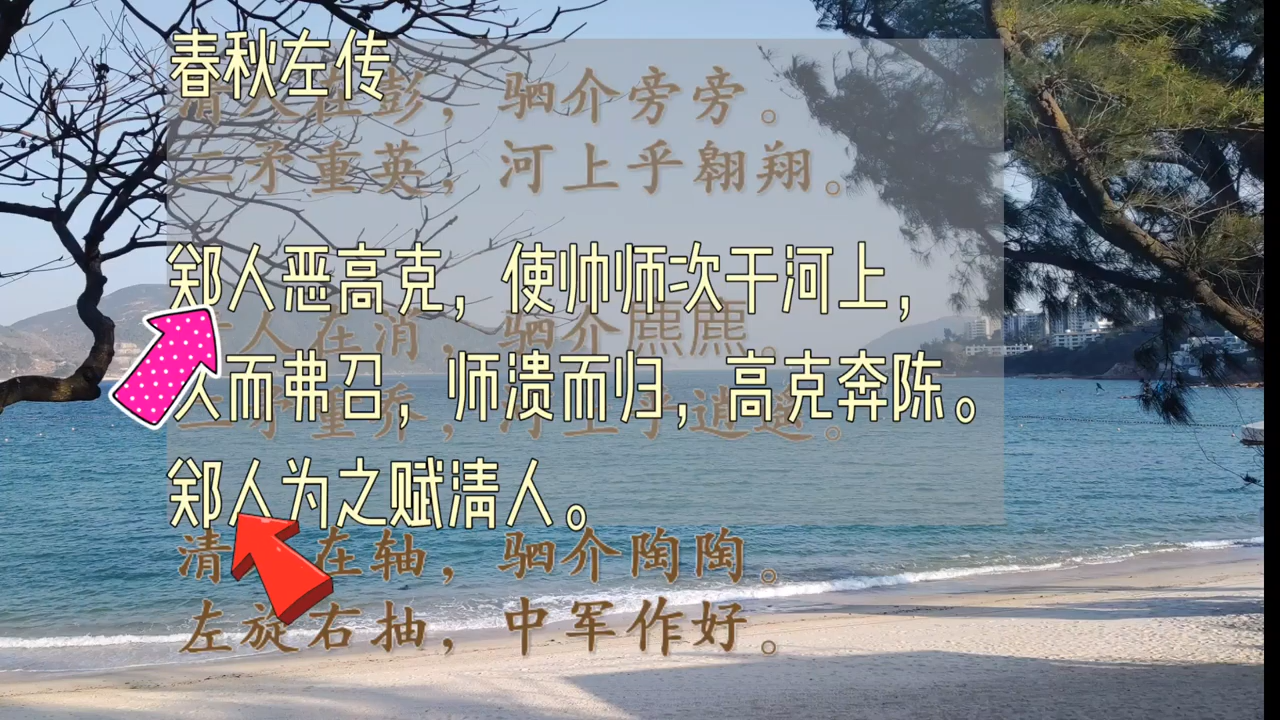 春秋左传
清人在彭，驷介旁旁。
二矛重英，河上乎翱翔。
郑人恶高克，使帅师次于河上，
清人在消，驷介麃麃。
久而弗召，师溃而归，高克奔陈。
二矛重乔，河上乎逍遥。
郑人为之赋清人。
清人在轴，驷介陶陶。
左旋右抽，中军作好。